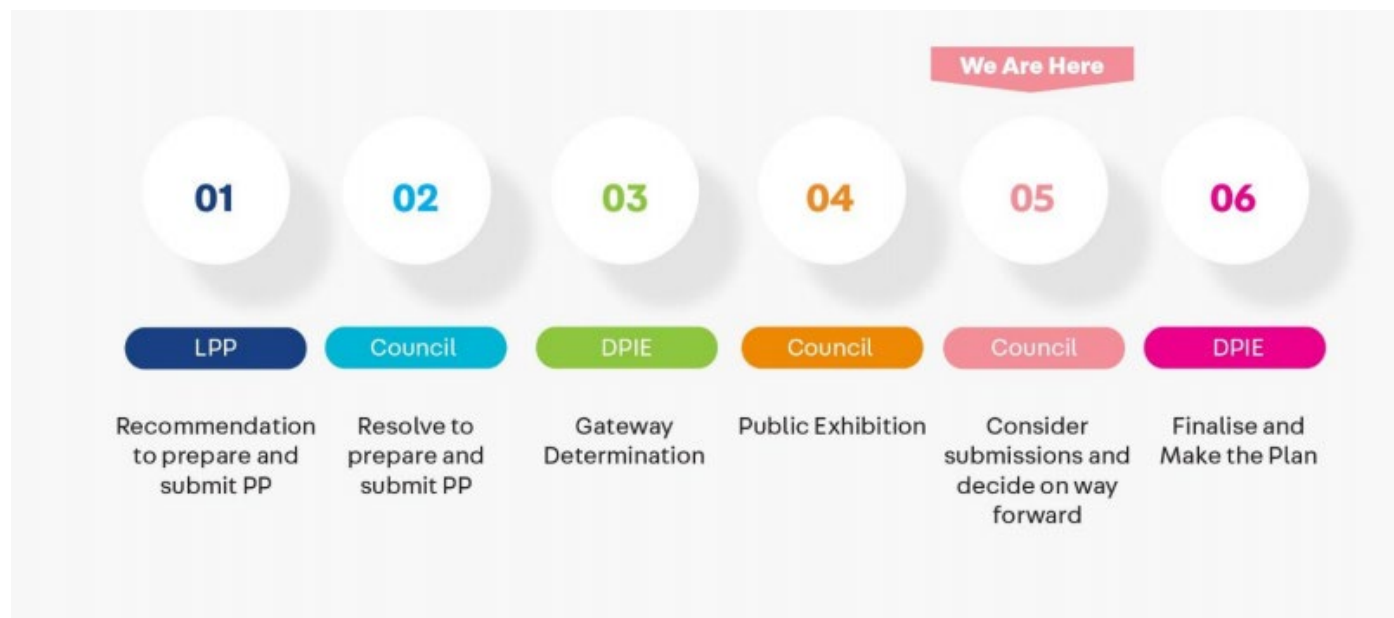 We Are Here
01
02
03
04
05
06
LPP
Council
DPIE
Council
Council
DPIE
Recommendation
to prepare and
submit PP
Resolve to
prepare and
submit PP
Gateway
Determination
Public Exhibition
Consider
submissions and
decide on way
forward
Finalise and
Make the Plan